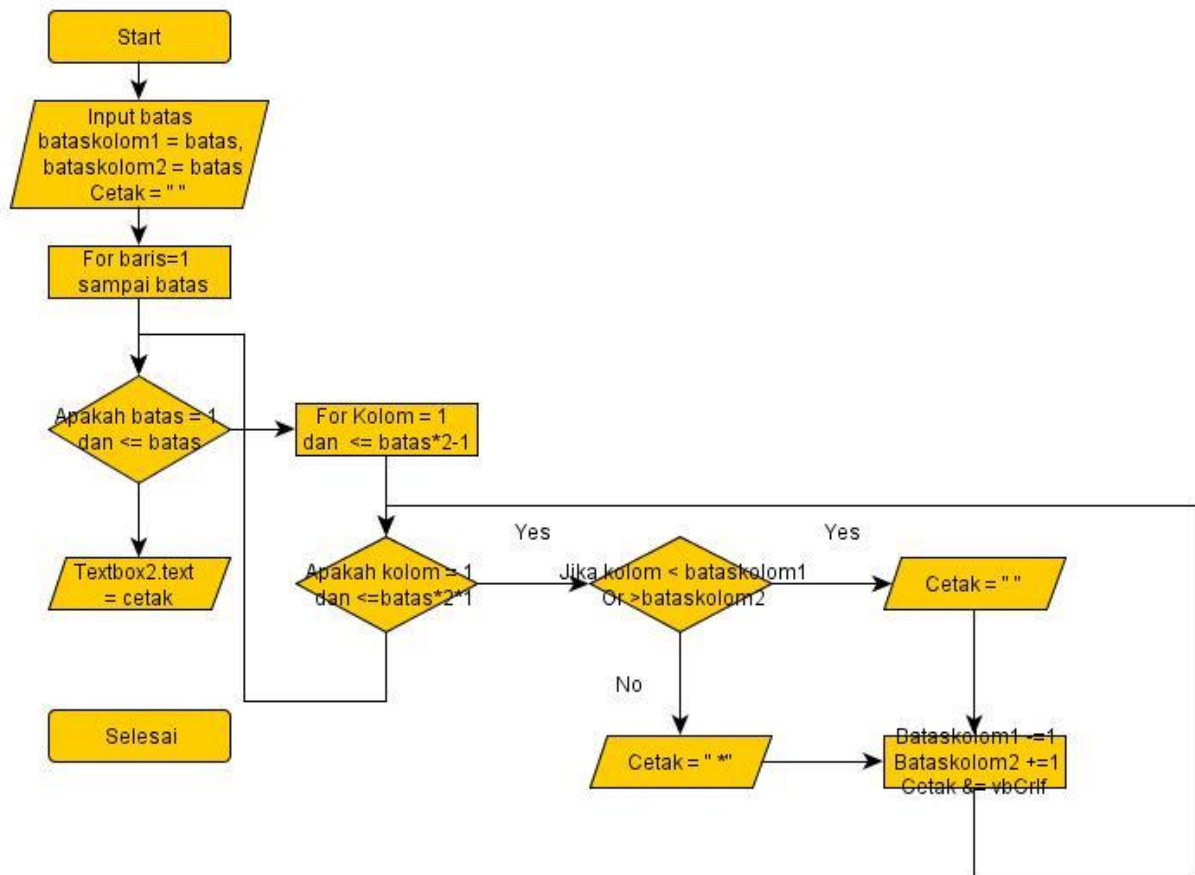 Start
Input batas
bataskolom1 = batas,
bataskolom2 = batas
Cetak = " "
For baris=1
sampai batas
Apakah batas = 1
dan <= batas
For Kolom = 1
dan <= batas*2-1
Textbox2.text
= cetak
Apakah kolom = 1
dan <=batas*2*1
Yes
Jika kolom < bataskolom1
Or >bataskolom2
Yes
Cetak = " "
No
Cetak = " *"
Bataskolom1 -=1
Bataskolom2 +=1
Cetak &= vbCrlf
Selesai